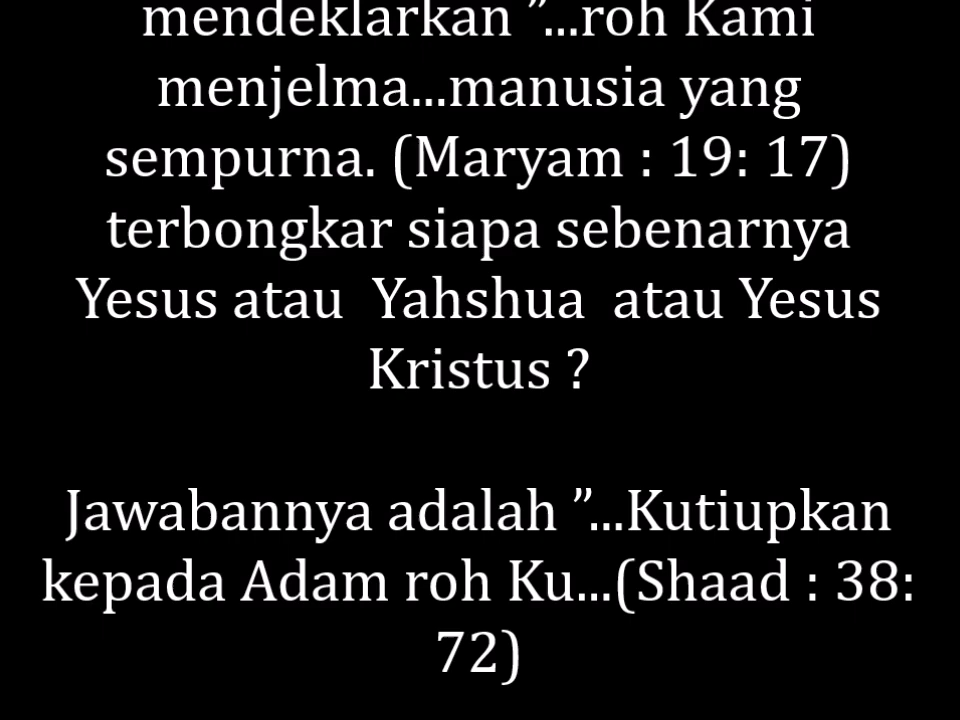 mendeklarkan ”...roh Kami
menjelma...manusia yang
sempurna. (Maryam : 19: 17)
terbongkar siapa sebenarnya
Yesus atau  Yahshua  atau Yesus
Kristus ?
Jawabannya adalah ”...Kutiupkan
kepada Adam roh Ku...(Shaad : 38:
72)